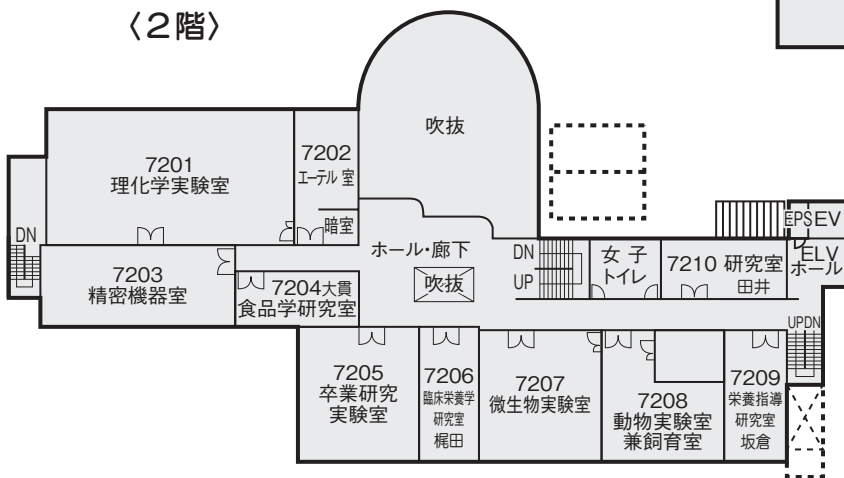 〈2階〉
吹抜
7201
理化学実験室
7202
エーテル 室
暗室
DN
ホール・廊下
吹抜
DN
UP
女 子
トイレ
7210 研究室
田井
EPS EV
ELV
ホール
7203
精密機器室
7204大貫
食品学研究室
UP DN
7205
卒業研究
実験室
7206
臨床栄養学
研究室
梶田
7207
微生物実験室
7208
動物実験室
兼飼育室
7209
栄養指導
研究室
坂倉